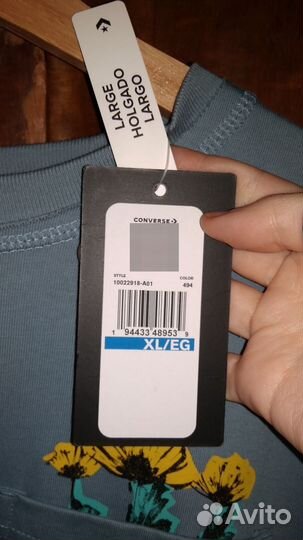 LARGE
HOLGADO
LARGO
CONVERSE
STYLE COLOR
10022918-A01 494
1 94433 48953 9
XL/EG
Avito